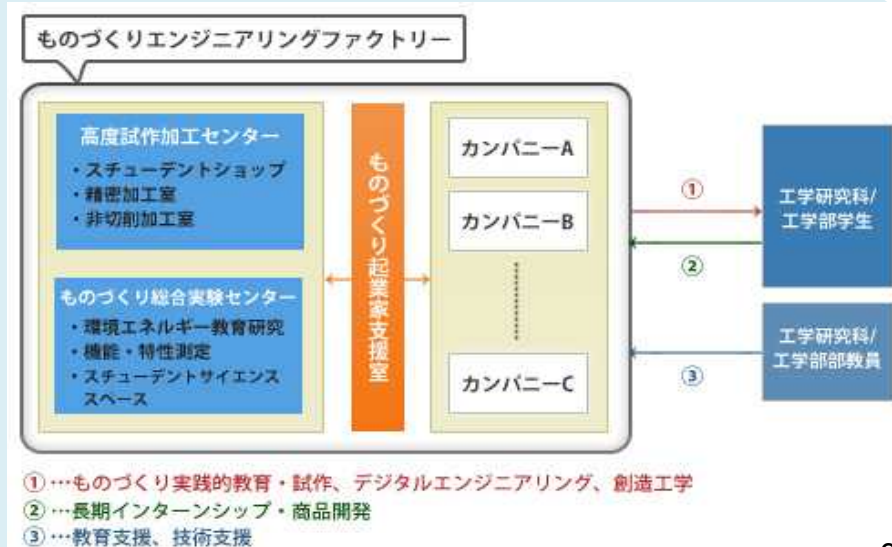 ものづくりエンジニアリングファクトリー
高度試作加工センター
・スチューデントショップ
・精密加工室
・非切削加工室
ものづくり総合実験センター
・環境エネルギー教育研究
・機能・特性測定
・スチューデントサイエンス
スペース
ものづくり起業家支援室
カンパニーA
カンパニーB
カンパニーC
①
②
③
工学研究科/
工学部学生
工学研究科/
工学部部教員
①…ものづくり実践的教育・試作、デジタルエンジニアリング、創造工学
②…長期インターンシップ・商品開発
③…教育支援、技術支援